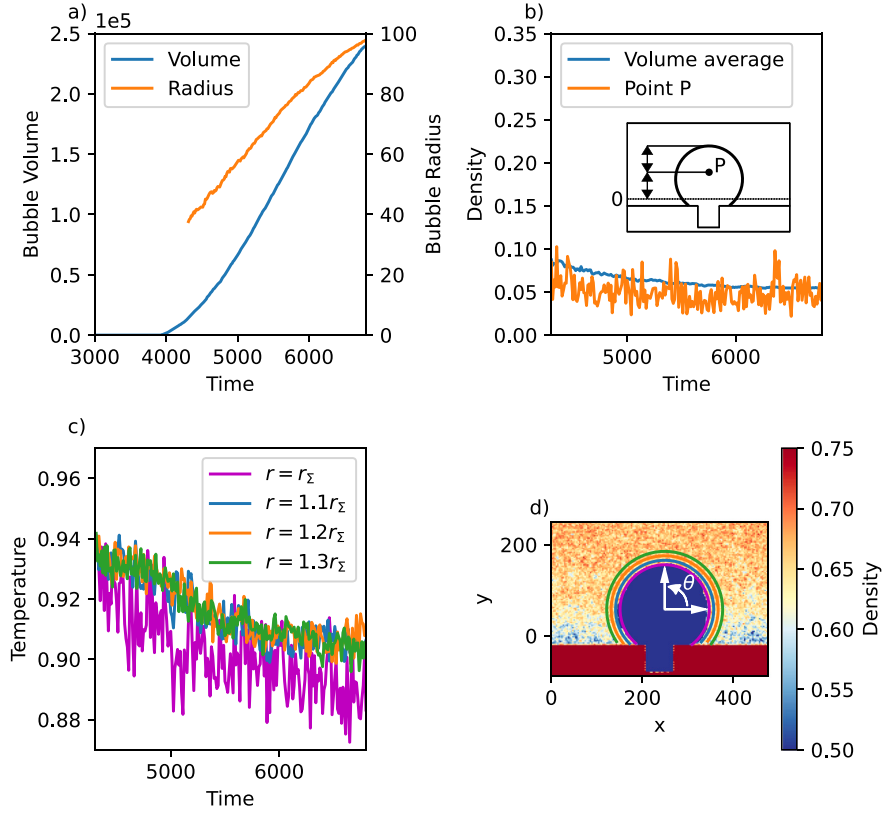 a)
1e5
2.5
2.0
1.5
1.0
0.5
0.0
Bubble Volume
Volume
Radius
100
80
60
40
20
0
Bubble Radius
3000 4000 5000 6000
Time
b)
0.35
0.30
0.25
0.20
0.15
0.10
0.05
0.00
Density
Volume average
Point P
P
0
5000 6000
Time
c)
0.96
0.94
0.92
0.90
0.88
Temperature
r = r_Σ
r = 1.1r_Σ
r = 1.2r_Σ
r = 1.3r_Σ
5000 6000
Time
d)
200
0
y
θ
0 200 400
x
0.75
0.70
0.65
0.60
0.55
0.50
Density